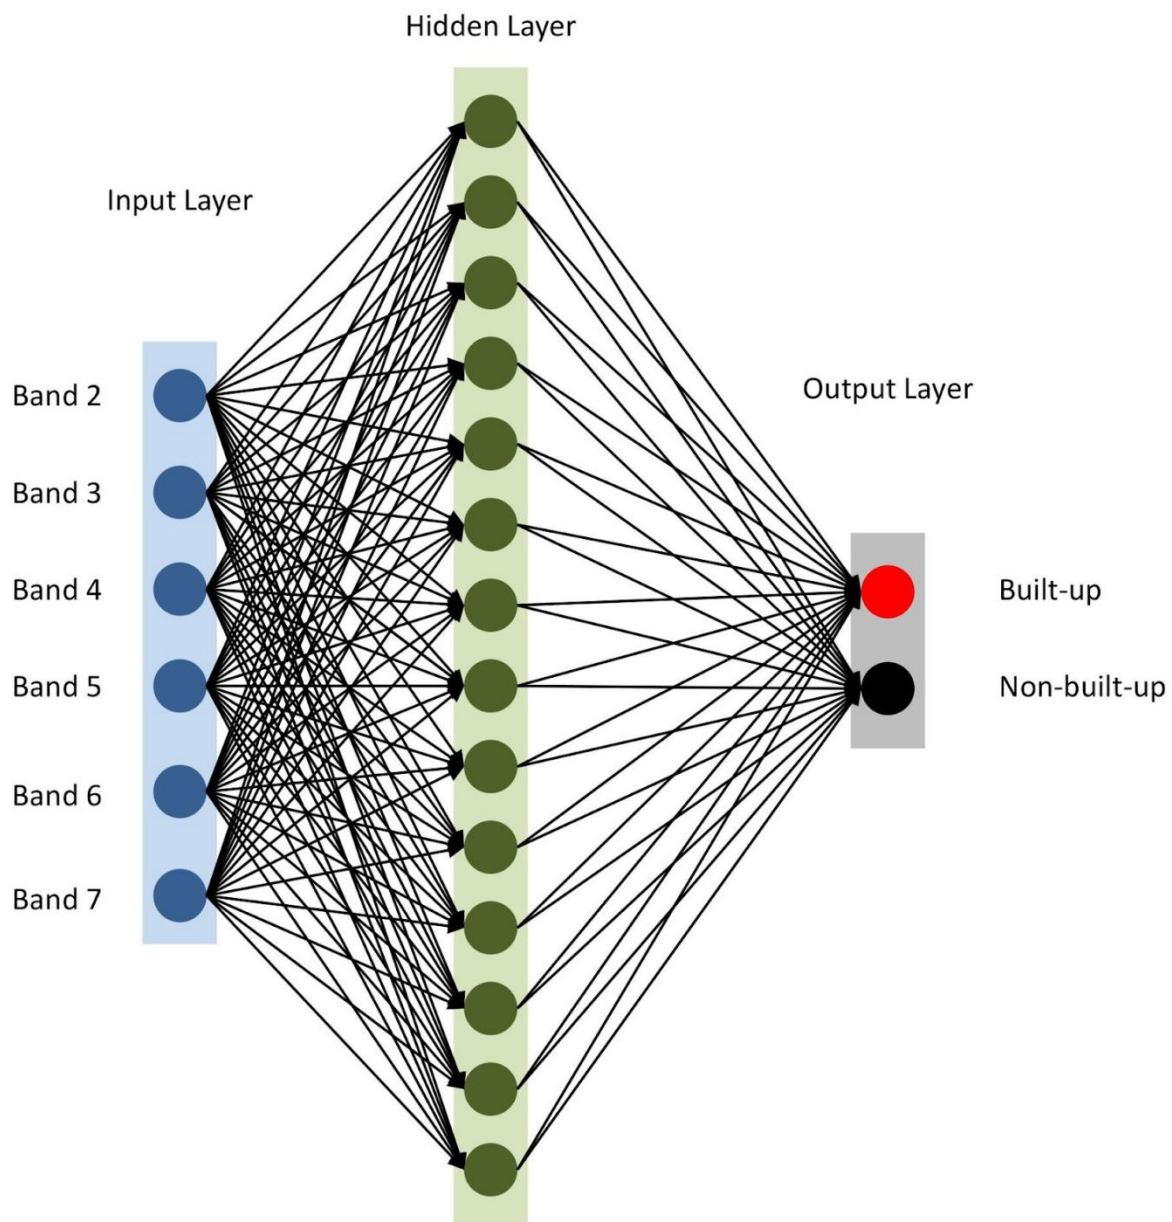 Hidden Layer
Input Layer
Band 2
Band 3
Band 4
Band 5
Band 6
Band 7
Output Layer
Built-up
Non-built-up